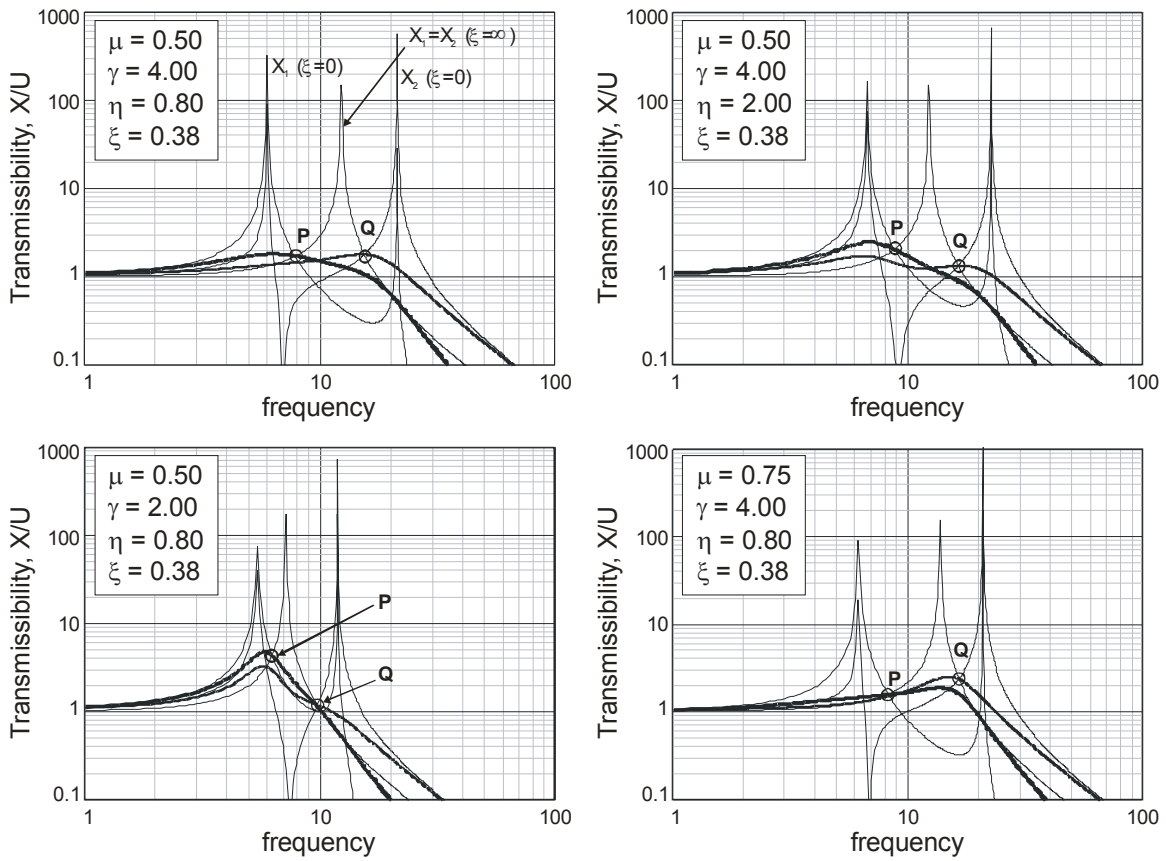 1000
100
10
1
0.1
Transmissibility, X/U
μ = 0.50
γ = 4.00
η = 0.80
ξ = 0.38
X₁ (ξ=0)
X₁=X₂ (ξ=∞)
X₂ (ξ=0)
P
Q
1
10
100
frequency
1000
100
10
1
0.1
Transmissibility, X/U
μ = 0.50
γ = 4.00
η = 2.00
ξ = 0.38
P
Q
1
10
100
frequency
1000
100
10
1
0.1
Transmissibility, X/U
μ = 0.50
γ = 2.00
η = 0.80
ξ = 0.38
P
Q
1
10
100
frequency
1000
100
10
1
0.1
Transmissibility, X/U
μ = 0.75
γ = 4.00
η = 0.80
ξ = 0.38
P
Q
1
10
100
frequency